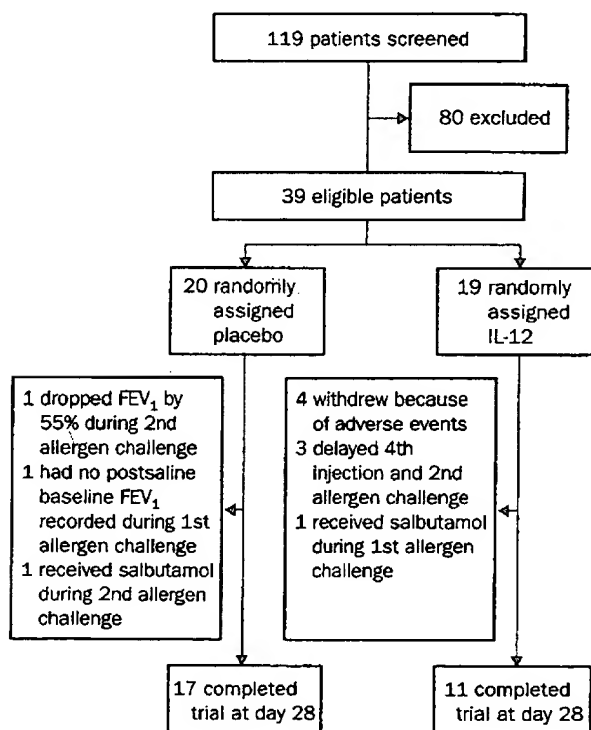 119 patients screened
80 excluded
39 eligible patients
20 randomly
assigned
placebo
19 randomly
assigned
IL-12
1 dropped FEV₁ by
55% during 2nd
allergen challenge
1 had no postsaline
baseline FEV₁
recorded during 1st
allergen challenge
1 received salbutamol
during 2nd allergen
challenge
4 withdrew because
of adverse events
3 delayed 4th
injection and 2nd
allergen challenge
1 received salbutamol
during 1st allergen
challenge
17 completed
trial at day 28
11 completed
trial at day 28